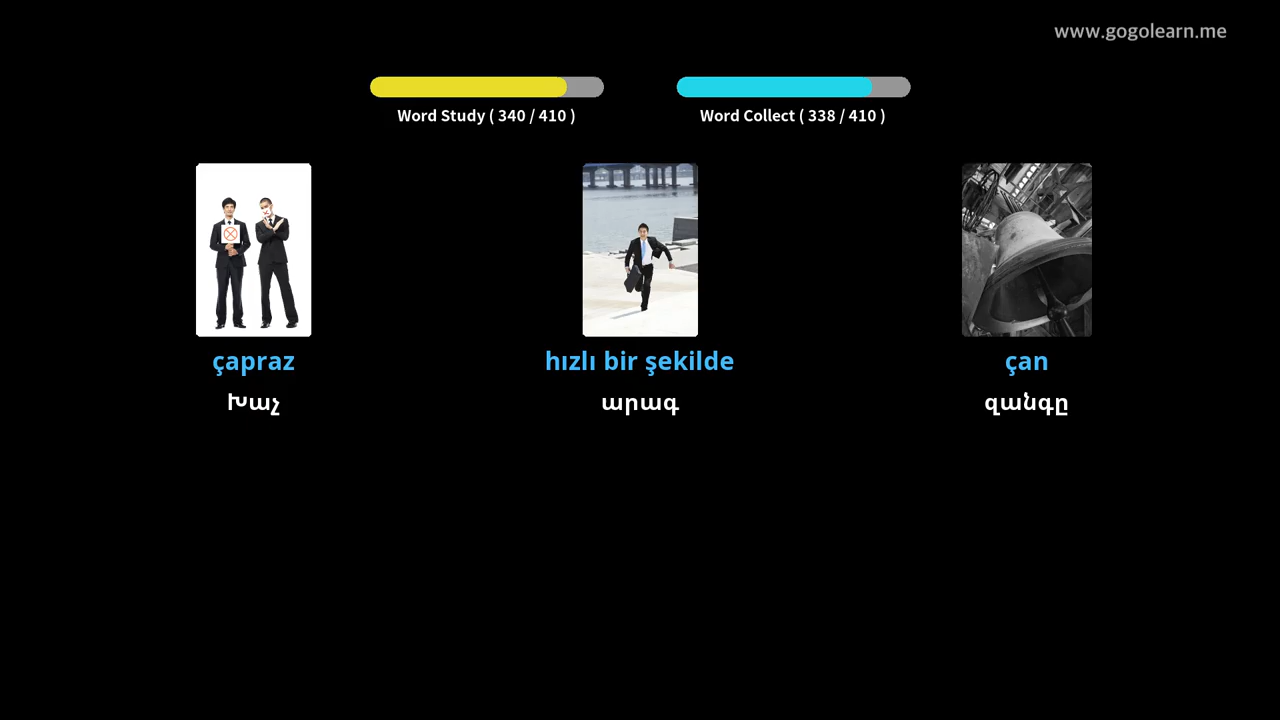 www.gogolearn.me
Word Study ( 340 / 410 )
Word Collect ( 338 / 410 )
çapraz
hızlı bir şekilde
çan
Խաչ
արագ
զանգը